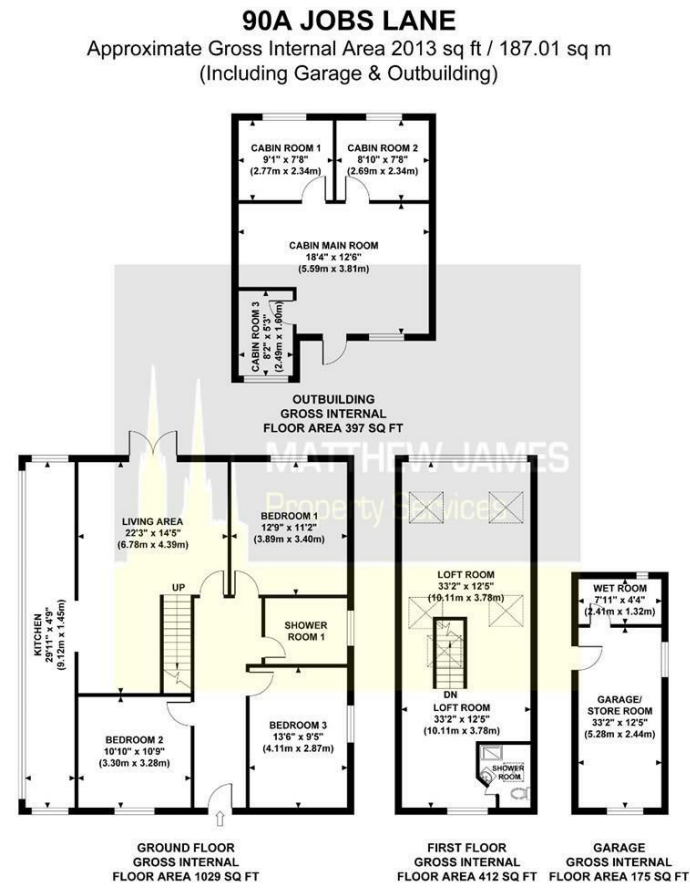 90A JOBS LANE
Approximate Gross Internal Area 2013 sq ft / 187.01 sq m
(Including Garage & Outbuilding)
CABIN ROOM 1
9'1" x 7'8"
(2.77m x 2.34m)
CABIN ROOM 2
8'10" x 7'8"
(2.69m x 2.34m)
CABIN MAIN ROOM
18'4" x 12'6"
(5.59m x 3.81m)
CABIN ROOM 3
8'2" x 5'3"
(2.49m x 1.60m)
OUTBUILDING
GROSS INTERNAL
FLOOR AREA 397 SQ FT
MATTHEW JAMES
Property Services
KITCHEN
29'11" x 4'9"
(9.12m x 1.45m)
LIVING AREA
22'3" x 14'5"
(6.78m x 4.39m)
BEDROOM 1
12'9" x 11'2"
(3.89m x 3.40m)
UP
SHOWER
ROOM 1
BEDROOM 2
10'10" x 10'9"
(3.30m x 3.28m)
BEDROOM 3
13'6" x 9'5"
(4.11m x 2.87m)
GROUND FLOOR
GROSS INTERNAL
FLOOR AREA 1029 SQ FT
LOFT ROOM
33'2" x 12'5"
(10.11m x 3.78m)
DN
LOFT ROOM
33'2" x 12'5"
(10.11m x 3.78m)
SHOWER
ROOM
FIRST FLOOR
GROSS INTERNAL
FLOOR AREA 412 SQ FT
WET ROOM
7'11" x 4'4"
(2.41m x 1.32m)
GARAGE/
STORE ROOM
33'2" x 12'5"
(5.28m x 2.44m)
GARAGE
GROSS INTERNAL
FLOOR AREA 175 SQ FT